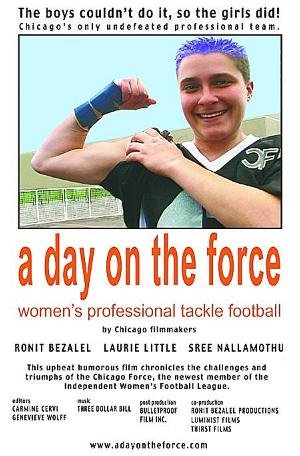 The boys couldn't do it, so the girls did!
Chicago's only undefeated professional team.
CF
a day on the force
women's professional tackle football
by Chicago filmmakers
RONIT BEZALEL LAURIE LITTLE SREE NALLAMOTHU
This upbeat humorous film chronicles the challenges and
triumphs of the Chicago Force, the newest member of the
Independent Women's Football League.
editors music post production co-production
CARMINE CERVI THREE DOLLAR BILL BULLETPROOF RONIT BEZALEL PRODUCTIONS
GENEVIEVE WOLFF FILM INC. LUMINIST FILMS
THIRST FILMS
www.adayontheforce.com